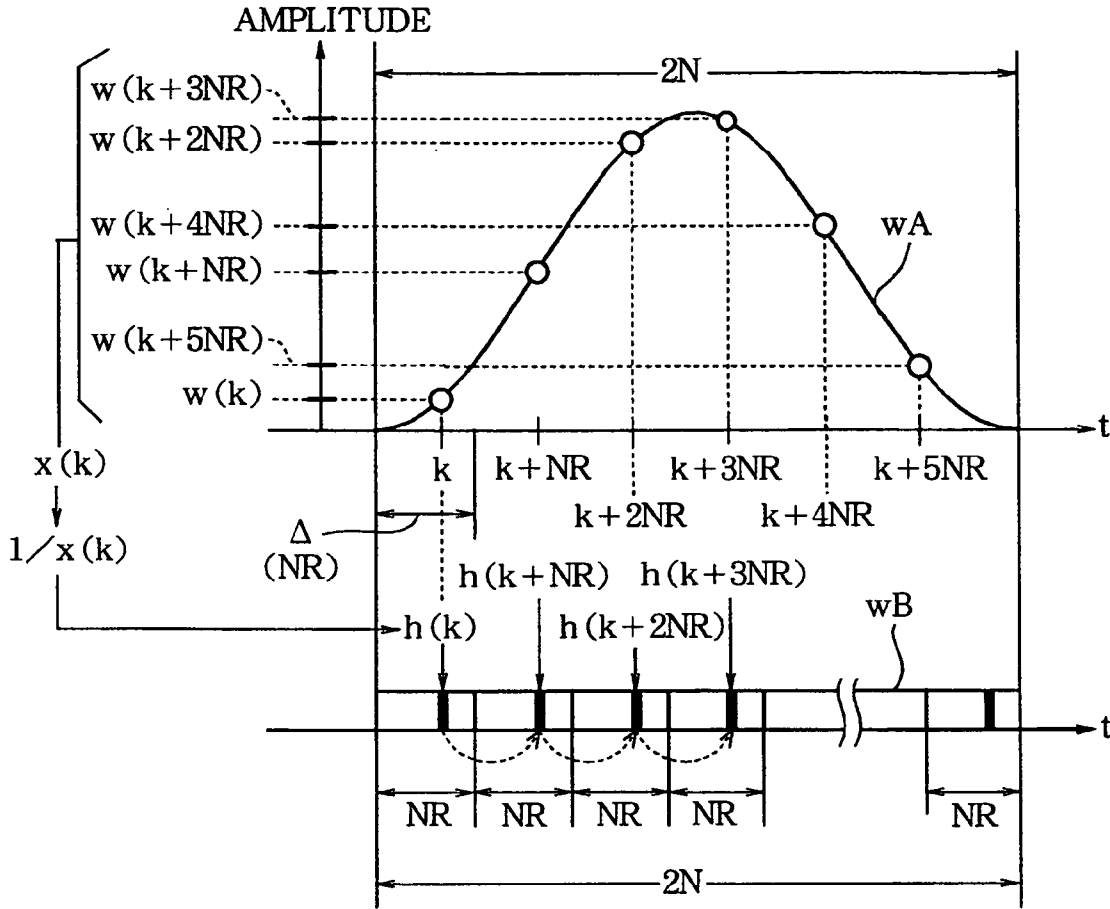 AMPLITUDE
2N
w(k+3NR)
w(k+2NR)
w(k+4NR)
wA
w(k+NR)
w(k+5NR)
w(k)
t
x(k)
k
k+NR
k+3NR
k+5NR
k+2NR
k+4NR
1/x(k)
Δ
(NR)
h(k+NR)
h(k+3NR)
h(k)
h(k+2NR)
wB
t
NR
NR
NR
NR
NR
2N